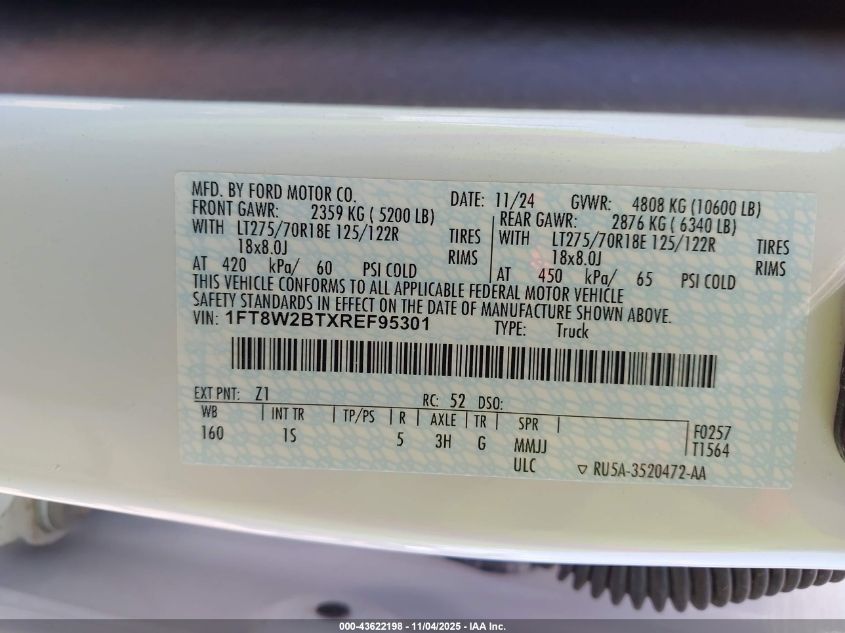 MFD. BY FORD MOTOR CO. DATE: 11/24 GVWR: 4808 KG (10600 LB)
FRONT GAWR: 2359 KG ( 5200 LB) REAR GAWR: 2876 KG ( 6340 LB)
WITH LT275/70R18E 125/122R TIRES WITH LT275/70R18E 125/122R TIRES
18x8.0J RIMS 18x8.0J RIMS
AT 420 kPa/ 60 PSI COLD AT 450 kPa/ 65 PSI COLD
THIS VEHICLE CONFORMS TO ALL APPLICABLE FEDERAL MOTOR VEHICLE
SAFETY STANDARDS IN EFFECT ON THE DATE OF MANUFACTURE SHOWN ABOVE.
VIN: 1FT8W2BTXREF95301 TYPE: Truck
EXT PNT: Z1 RC: 52 DSO:
WB INT TR TP/PS R AXLE TR SPR F0257
160 1S 5 3H G MMJJ T1564
ULC RU5A-3520472-AA
000-43622198 - 11/04/2025 - IAA Inc.